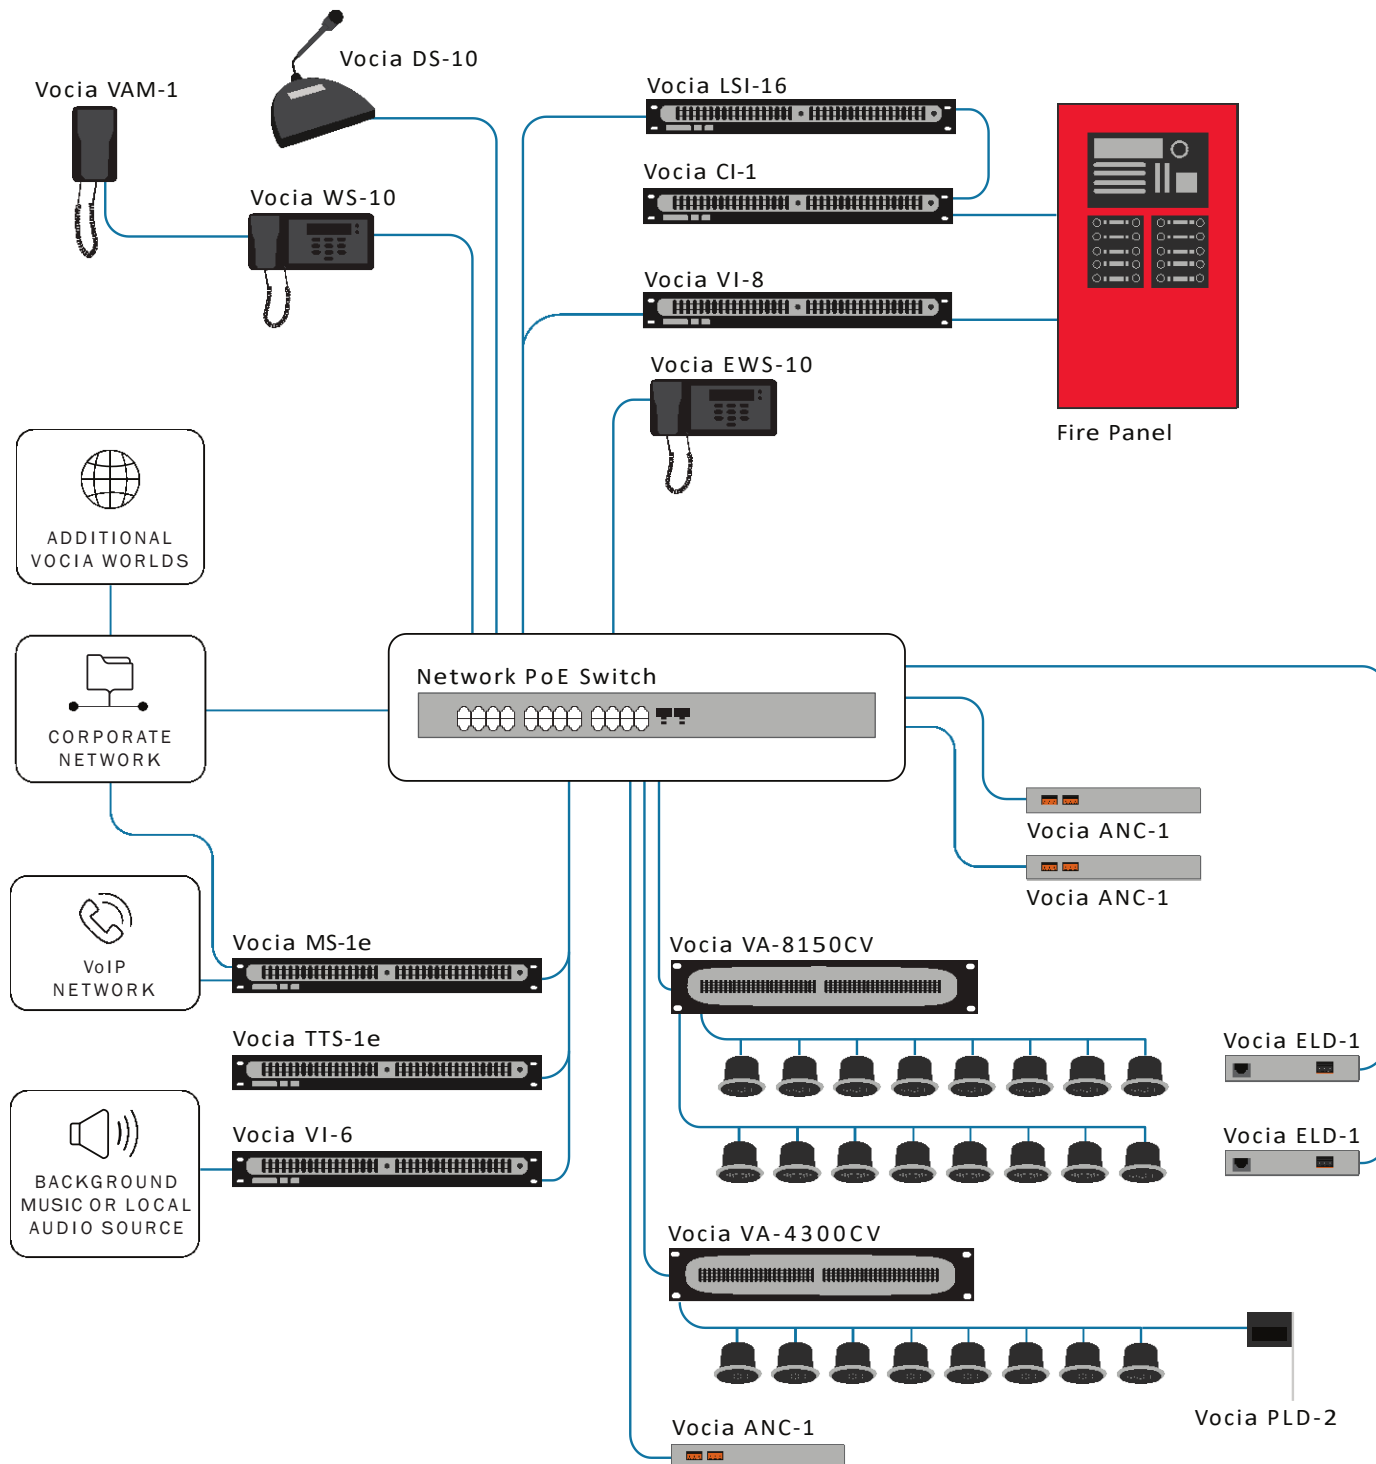 Vocia DS-10
Vocia VAM-1
Vocia LSI-16
Vocia CI-1
Vocia WS-10
Vocia VI-8
Vocia EWS-10
Fire Panel
ADDITIONAL
VOCIA WORLDS
Network PoE Switch
CORPORATE
NETWORK
Vocia ANC-1
Vocia ANC-1
VoIP
NETWORK
Vocia MS-1e
Vocia VA-8150CV
Vocia TTS-1e
Vocia ELD-1
Vocia VI-6
Vocia ELD-1
BACKGROUND
MUSIC OR LOCAL
AUDIO SOURCE
Vocia VA-4300CV
Vocia PLD-2
Vocia ANC-1